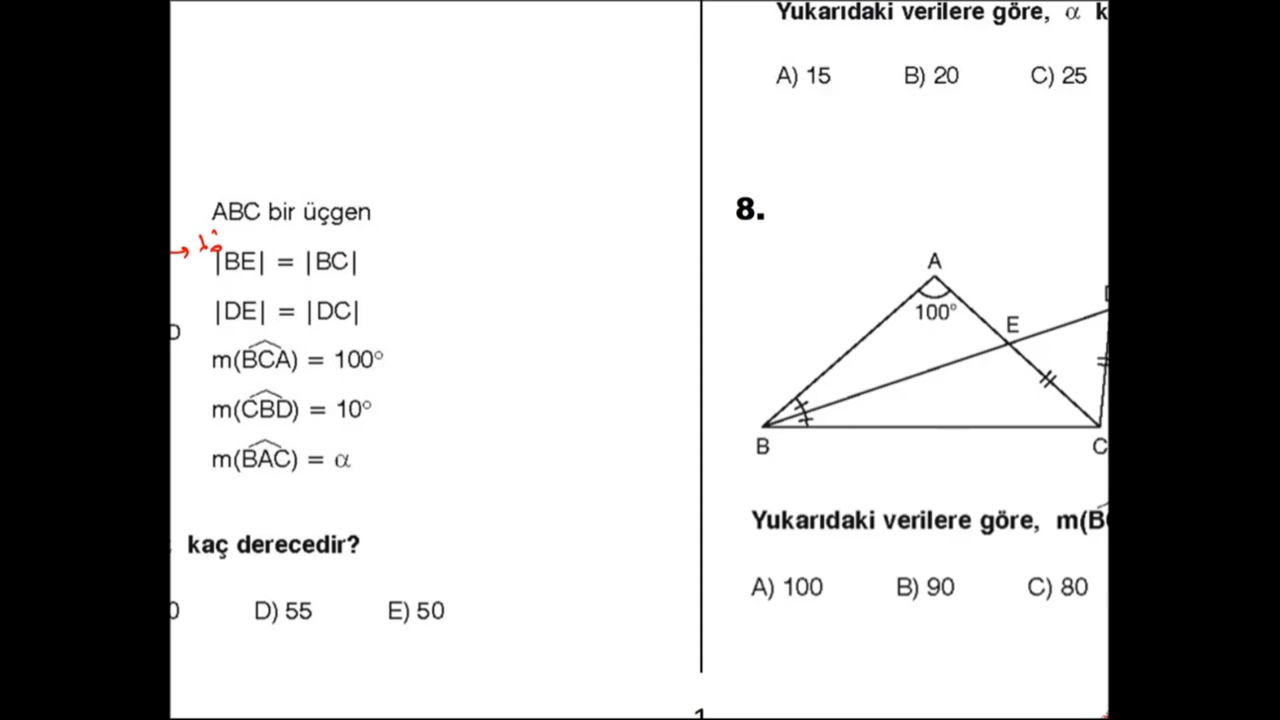 ABC bir üçgen
|BE| = |BC|
|DE| = |DC|
m(BCA) = 100°
m(CBD) = 10°
m(BAC) = α
kaç derecedir?
D) 55 E) 50
Yukarıdaki verilere göre, α
A) 15 B) 20 C) 25
8.
A
100°
E
B
C
Yukarıdaki verilere göre, m(
A) 100 B) 90 C) 80